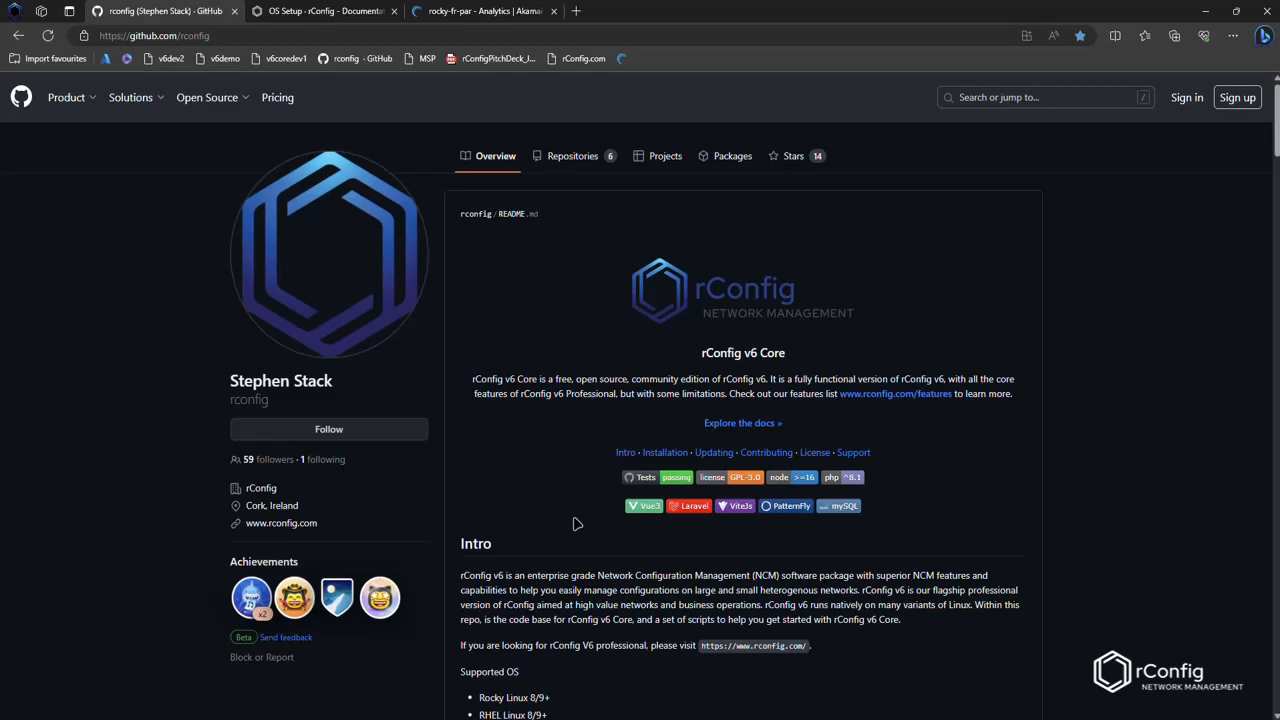 rconfig (Stephen Stack) · GitHub
OS Setup · rConfig - Documentat
rocky-fr-par - Analytics | Akamai
https://github.com/rconfig
Import favourites
v6dev2
v6demo
v6coredev1
rconfig · GitHub
MSP
rConfigPitchDeck_J...
rConfig.com
Product
Solutions
Open Source
Pricing
Search or jump to...
/
Sign in
Sign up
Overview
Repositories 6
Projects
Packages
Stars 14
Stephen Stack
rconfig
Follow
59 followers · 1 following
rConfig
Cork, Ireland
www.rconfig.com
Achievements
x2
Beta Send feedback
Block or Report
rconfig / README.md
rConfig
NETWORK MANAGEMENT
rConfig v6 Core
rConfig v6 Core is a free, open source, community edition of rConfig v6. It is a fully functional version of rConfig v6, with all the core
features of rConfig v6 Professional, but with some limitations. Check out our features list www.rconfig.com/features to learn more.
Explore the docs »
Intro · Installation · Updating · Contributing · License · Support
Tests passing license GPL-3.0 node >=16 php ^8.1
Vue3 Laravel ViteJs PatternFly mySQL
Intro
rConfig v6 is an enterprise grade Network Configuration Management (NCM) software package with superior NCM features and
capabilities to help you easily manage configurations on large and small heterogenous networks. rConfig v6 is our flagship professional
version of rConfig aimed at high value networks and business operations. rConfig v6 runs natively on many variants of Linux. Within this
repo, is the code base for rConfig v6 Core, and a set of scripts to help you get started with rConfig v6 Core.
If you are looking for rConfig V6 professional, please visit https://www.rconfig.com/ .
Supported OS
• Rocky Linux 8/9+
• RHEL Linux 8/9+
rConfig
NETWORK MANAGEMENT